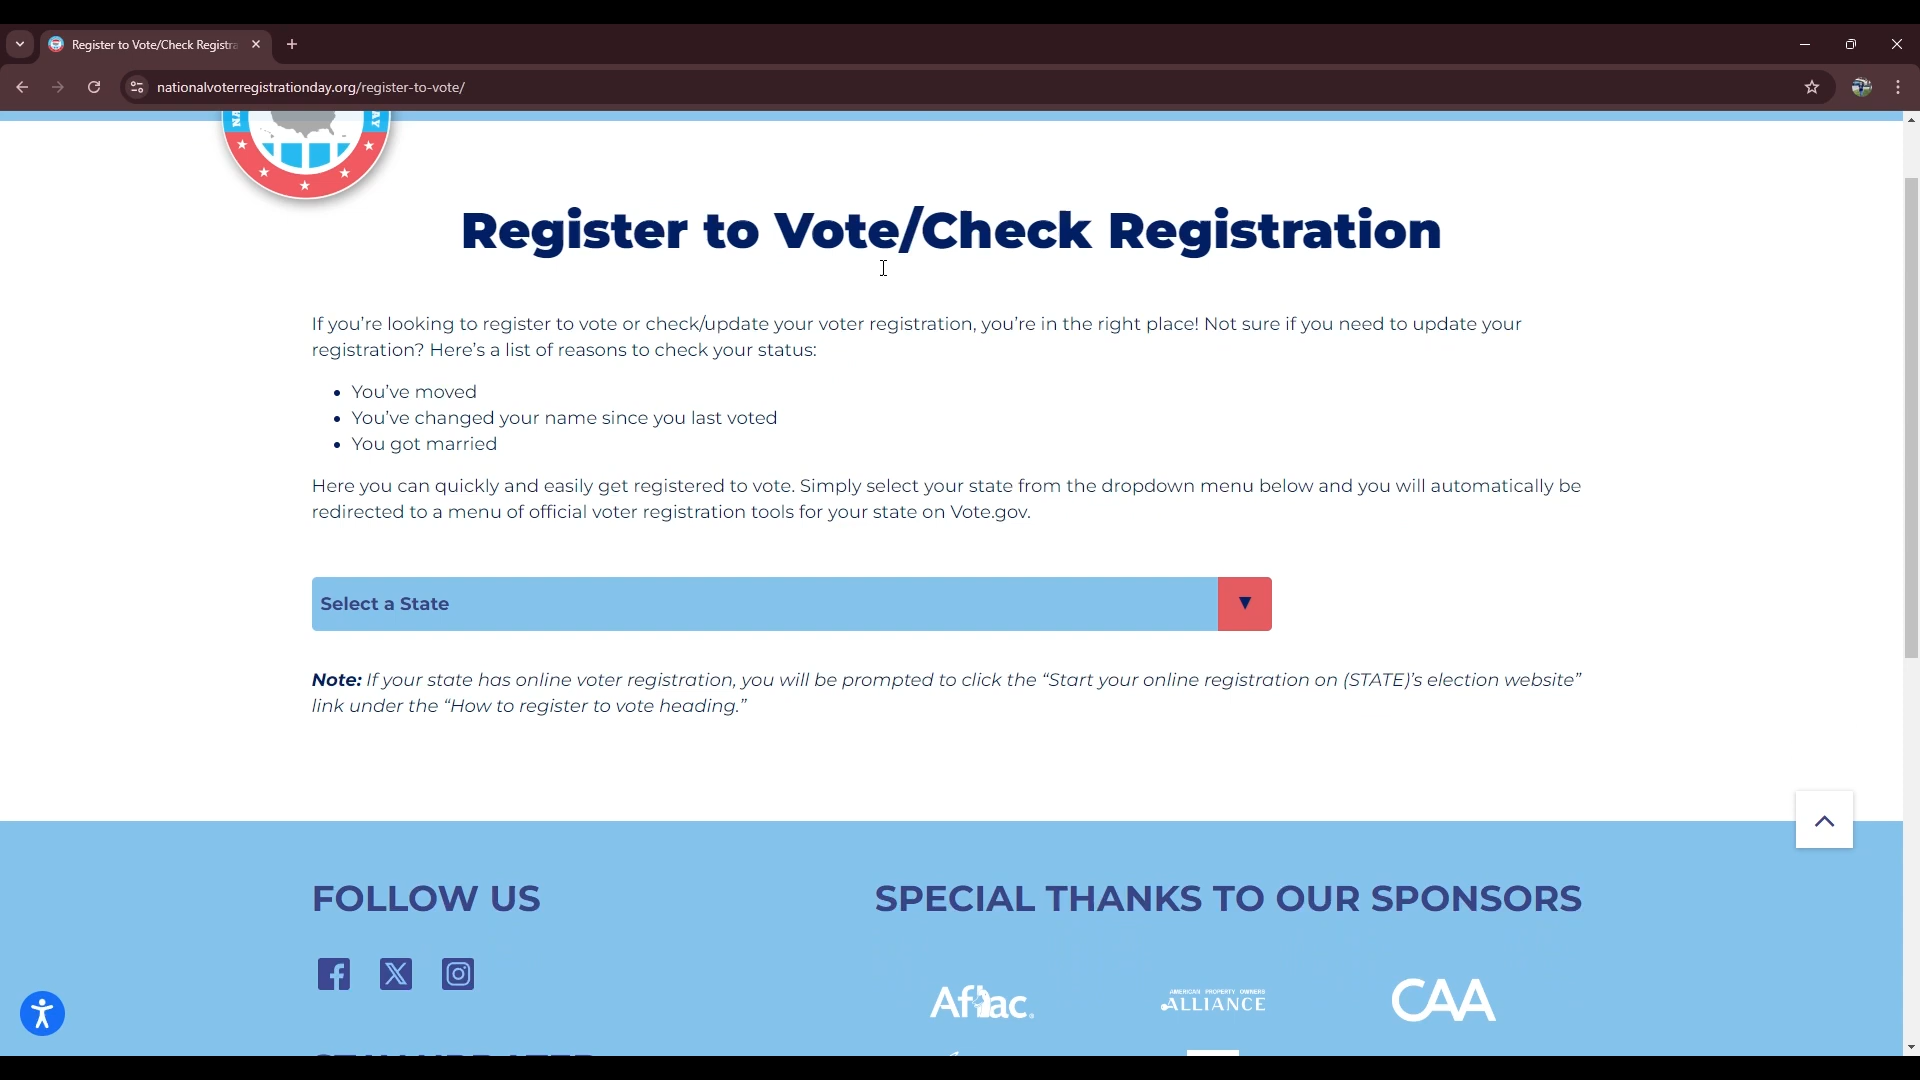 Register to Vote/Check Registra
nationalvoterregistrationday.org/register-to-vote/
NA
AY
Register to Vote/Check Registration
If you're looking to register to vote or check/update your voter registration, you're in the right place! Not sure if you need to update your
registration? Here's a list of reasons to check your status:
• You've moved
• You've changed your name since you last voted
• You got married
Here you can quickly and easily get registered to vote. Simply select your state from the dropdown menu below and you will automatically be
redirected to a menu of official voter registration tools for your state on Vote.gov.
Select a State
Note: If your state has online voter registration, you will be prompted to click the “Start your online registration on (STATE)’s election website”
link under the “How to register to vote heading.”
FOLLOW US
SPECIAL THANKS TO OUR SPONSORS
Aflac.
AMERICAN PROPERTY OWNERS
ALLIANCE
CAA